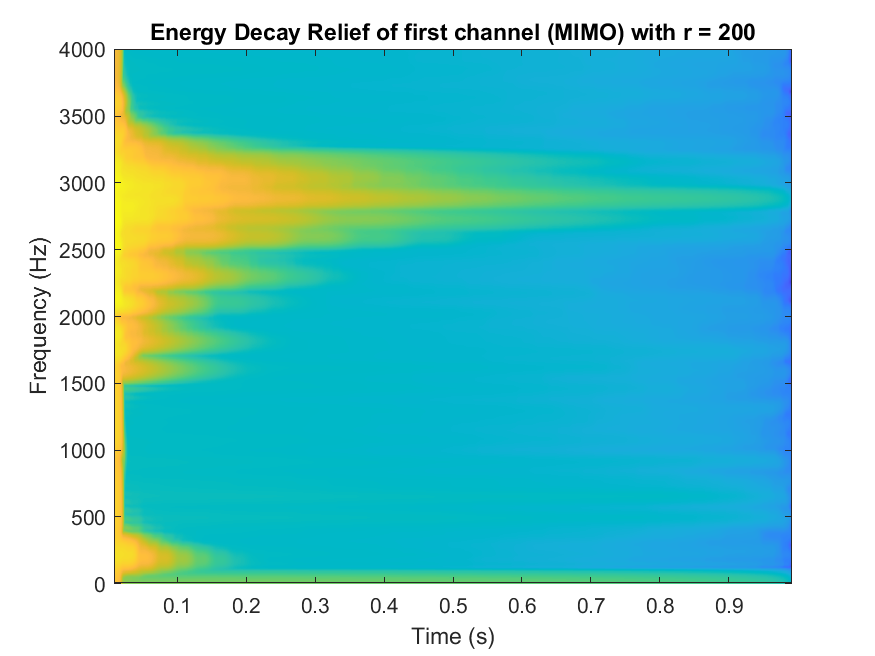 Energy Decay Relief of first channel (MIMO) with r = 200
4000
3500
3000
2500
2000
1500
1000
500
0
Frequency (Hz)
0.1 0.2 0.3 0.4 0.5 0.6 0.7 0.8 0.9
Time (s)